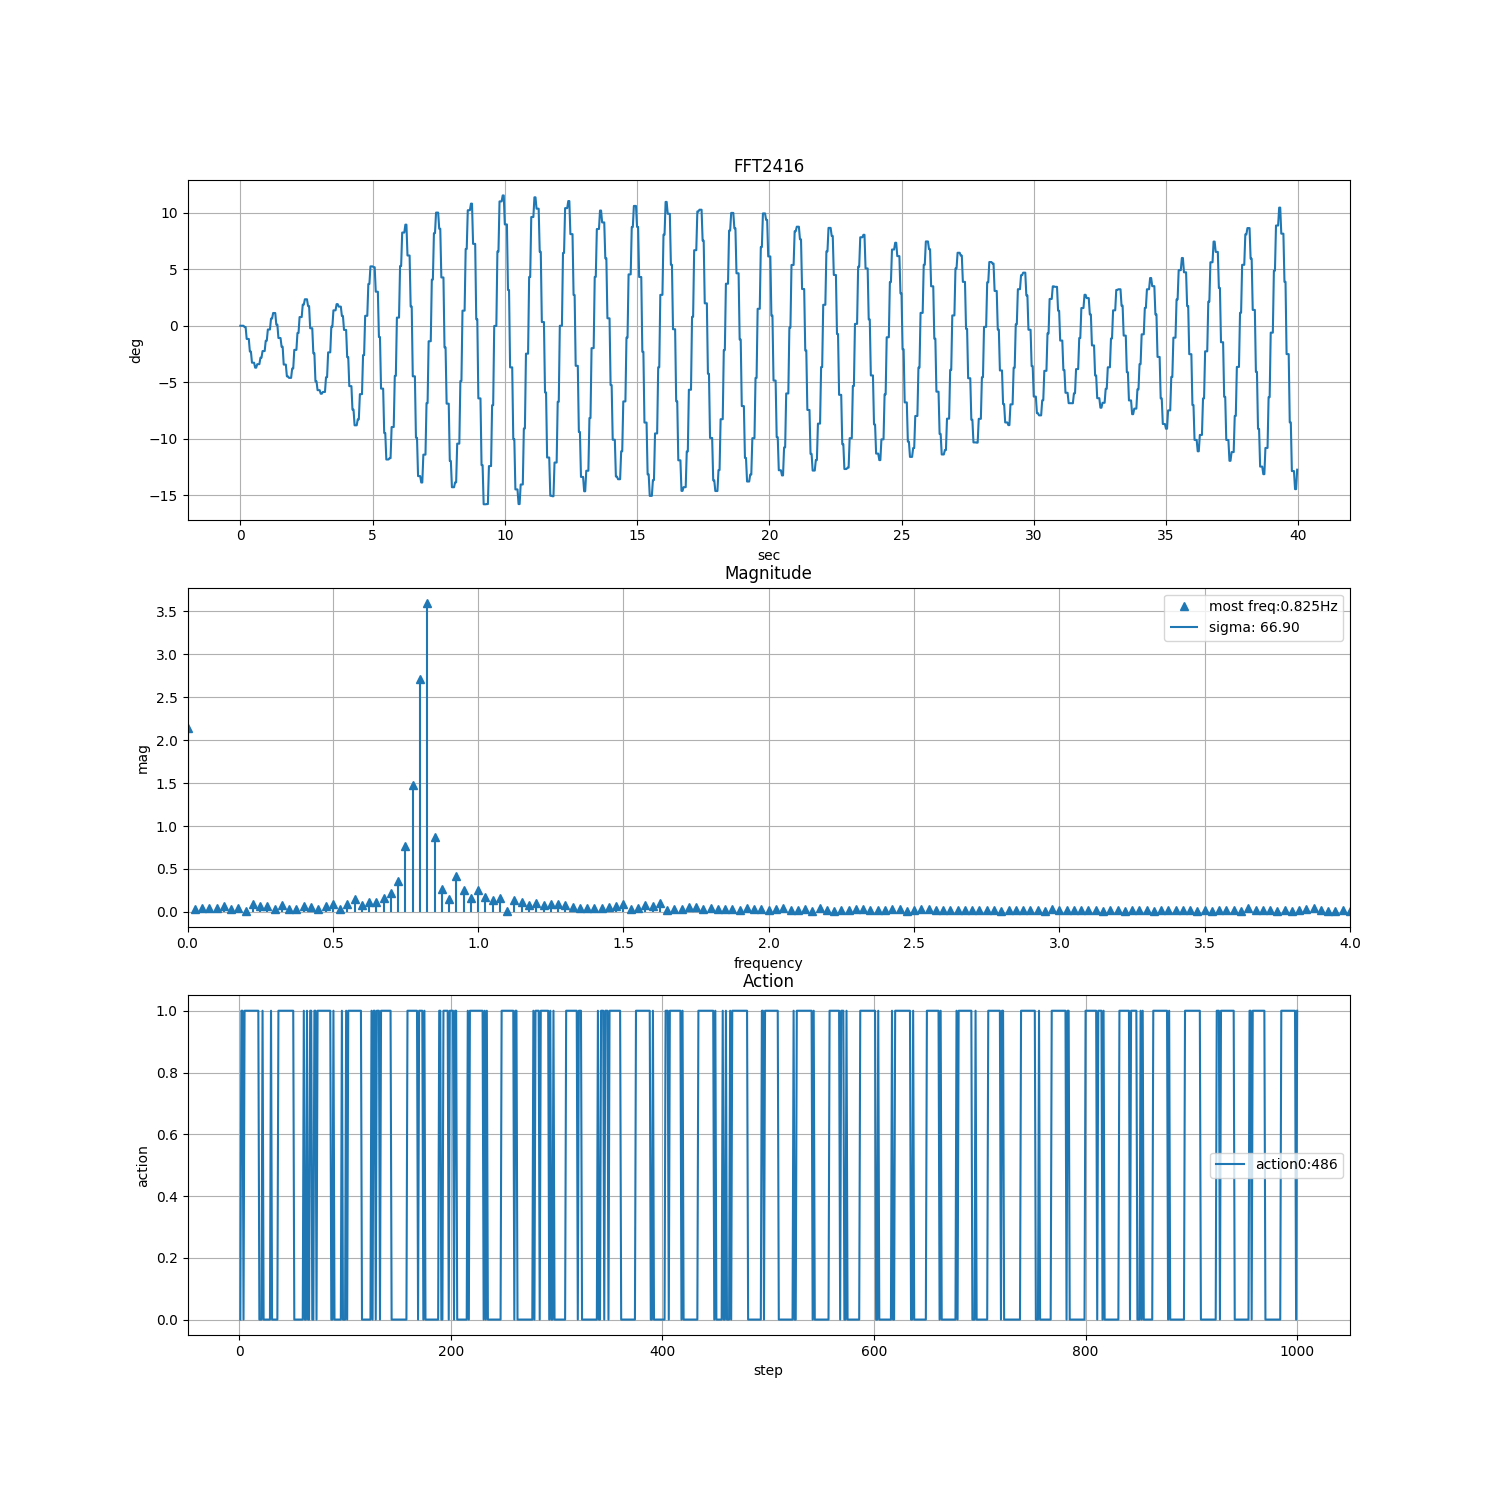 FFT2416
10
5
0
−5
−10
−15
deg
0 5 10 15 20 25 30 35 40
sec
Magnitude
most freq:0.825Hz
sigma: 66.90
3.5
3.0
2.5
2.0
1.5
1.0
0.5
0.0
mag
0.0 0.5 1.0 1.5 2.0 2.5 3.0 3.5 4.0
frequency
Action
1.0
0.8
0.6
0.4
0.2
0.0
action
action0:486
0 200 400 600 800 1000
step